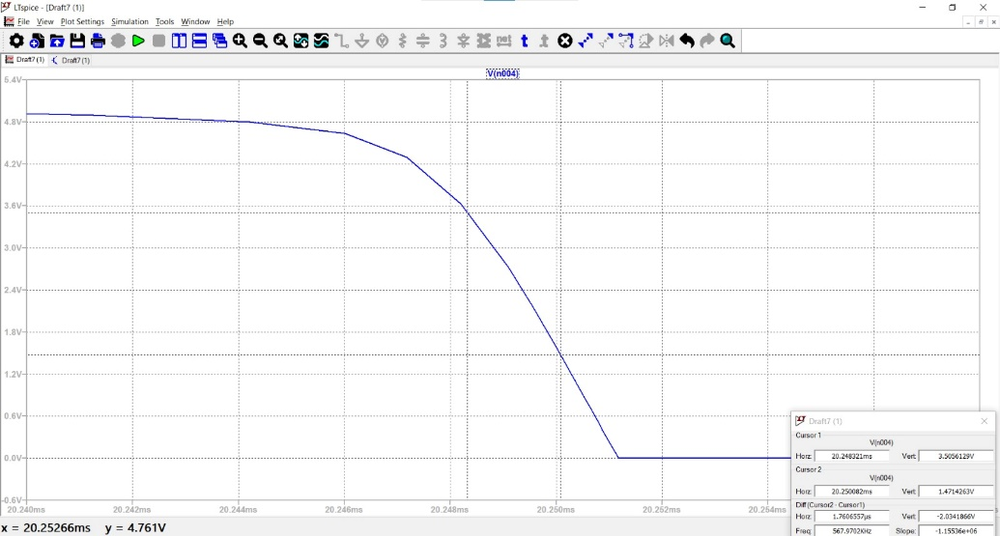 LTspice - [Draft7 (1)]
File View Plot Settings Simulation Tools Window Help
Draft7 (1) Draft7 (1)
V(n004)
5.4V
4.8V
4.2V
3.6V
3.0V
2.4V
1.8V
1.2V
0.6V
0.0V
-0.6V
20.240ms 20.242ms 20.244ms 20.246ms 20.248ms 20.250ms 20.252ms 20.254ms
Draft7 (1)
Cursor 1
V(n004)
Horz: 20.248321ms Vert: 3.5056129V
Cursor 2
V(n004)
Horz: 20.250082ms Vert: 1.4714263V
Diff (Cursor2 - Cursor1)
Horz: 1.7606557µs Vert: -2.0341866V
Freq: 567.9702KHz Slope: -1.15536e+06
x = 20.25266ms y = 4.761V